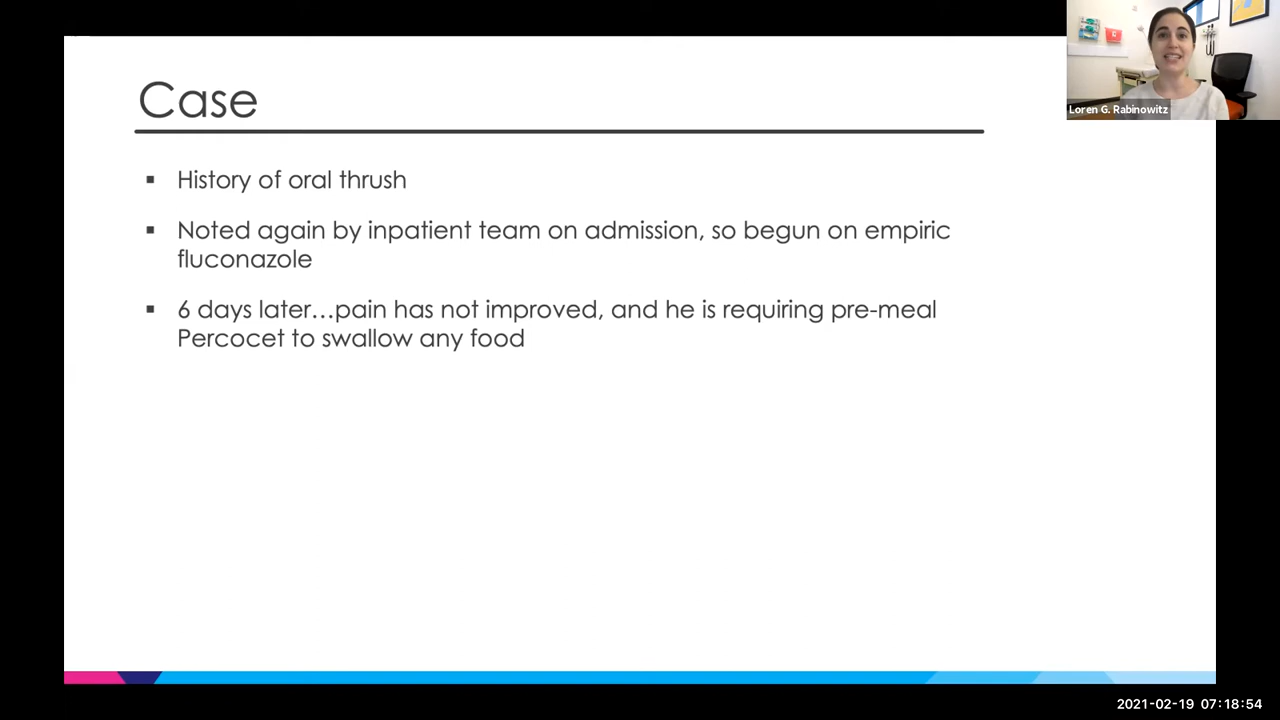 Case
▪ History of oral thrush
▪ Noted again by inpatient team on admission, so begun on empiric
fluconazole
▪ 6 days later...pain has not improved, and he is requiring pre-meal
Percocet to swallow any food
Loren G. Rabinowitz
2021-02-19 07:18:54